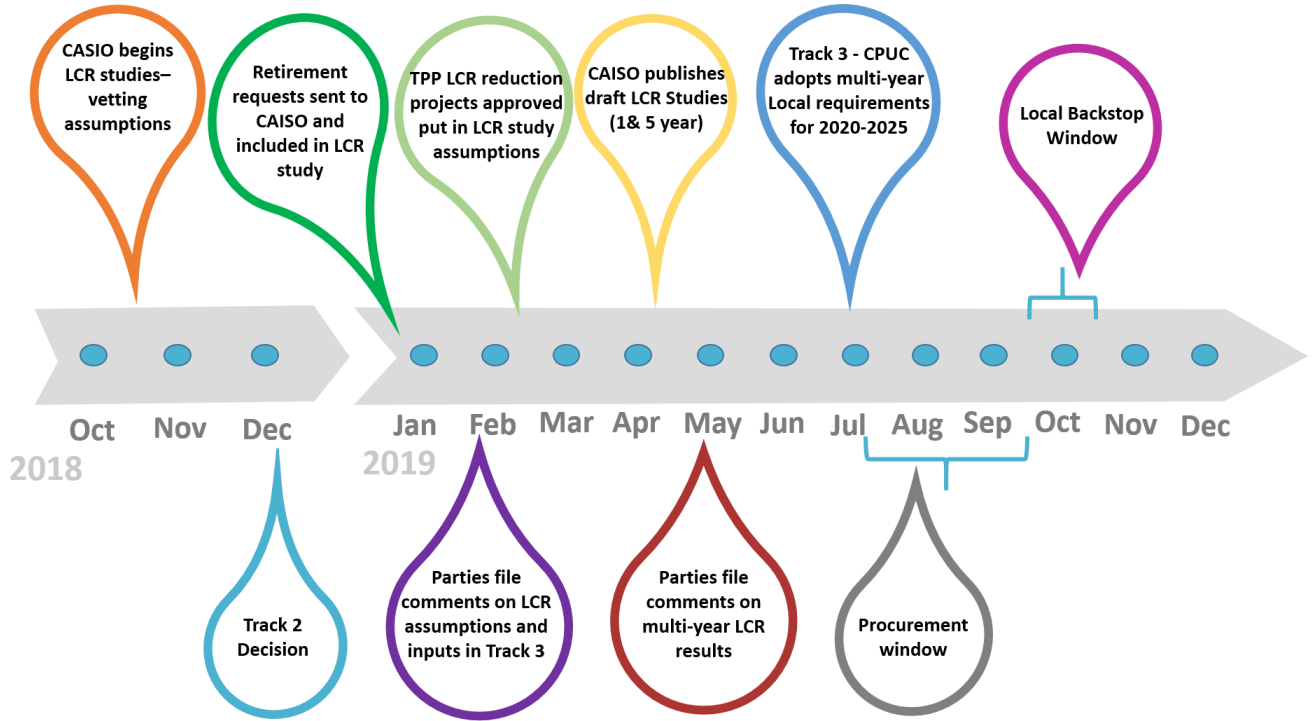 CASIO begins
LCR studies–
vetting
assumptions
Retirement
requests sent to
CAISO and
included in LCR
study
TPP LCR reduction
projects approved
put in LCR study
assumptions
CAISO publishes
draft LCR Studies
(1& 5 year)
Track 3 - CPUC
adopts multi-year
Local requirements
for 2020-2025
Local Backstop
Window
Oct
Nov
Dec
Jan
Feb
Mar
Apr
May
Jun
Jul
Aug
Sep
Oct
Nov
Dec
2018
2019
Track 2
Decision
Parties file
comments on LCR
assumptions and
inputs in Track 3
Parties file
comments on
multi-year LCR
results
Procurement
window